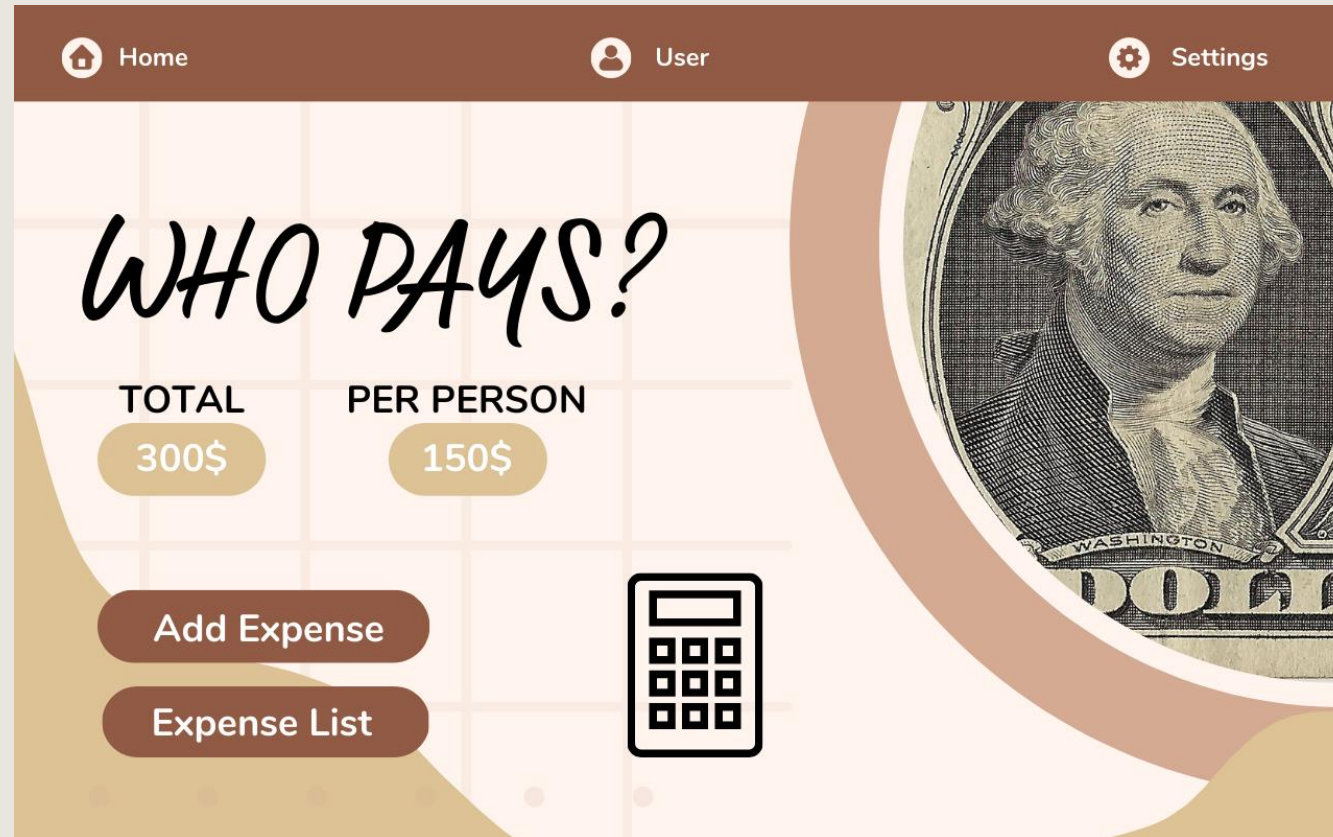 Home
User
Settings
WHO PAYS?
TOTAL
PER PERSON
300$
150$
Add Expense
Expense List
WASHINGTON